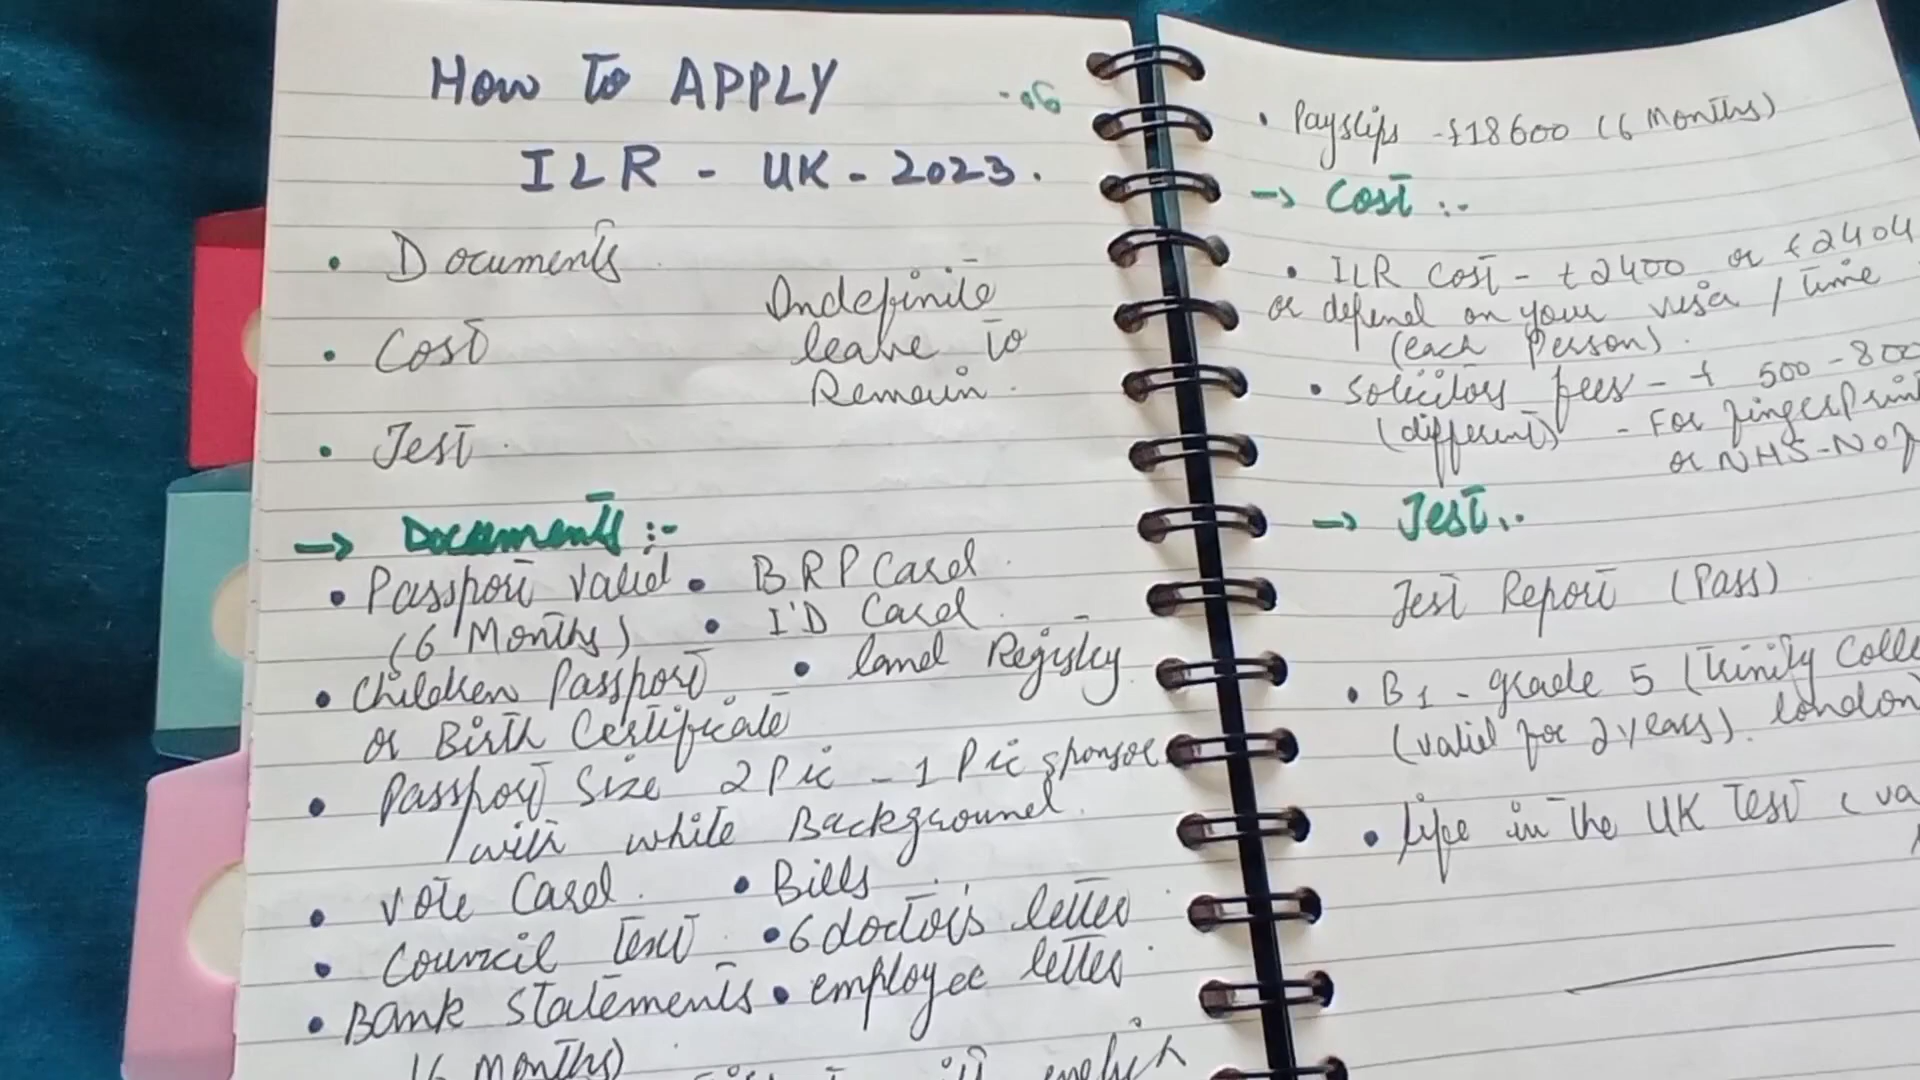 How to APPLY
ILR - UK - 2023.
• Documents
Indefinite
leave to
Remain.
• Cost
• Test
→ Documents :-
• Passport valid
(6 Months)
• BRP Card
• I'D Card
• Children Passport
or Birth Certificate
• land Registry
• Passport Size 2 Pic - 1 Pic sponsor
with white Background.
• Vote Card.
• Bills
• Council Text
• 6 doctor's letter
• Bank statements
(6 months)
• employee letter
english
• Payslips - £18600 (6 Months)
→ Cost :-
• ILR Cost - £2400 or £2404
or depend on your visa / time
(each Person).
• Solicitors fees - £ 500 - 800
(different) - For fingerprint
or NHS-No
→ Test :-
Test Report (Pass)
• B1 - grade 5 (Trinity Colle
(valid for 2 years). london
• life in the UK Test (va